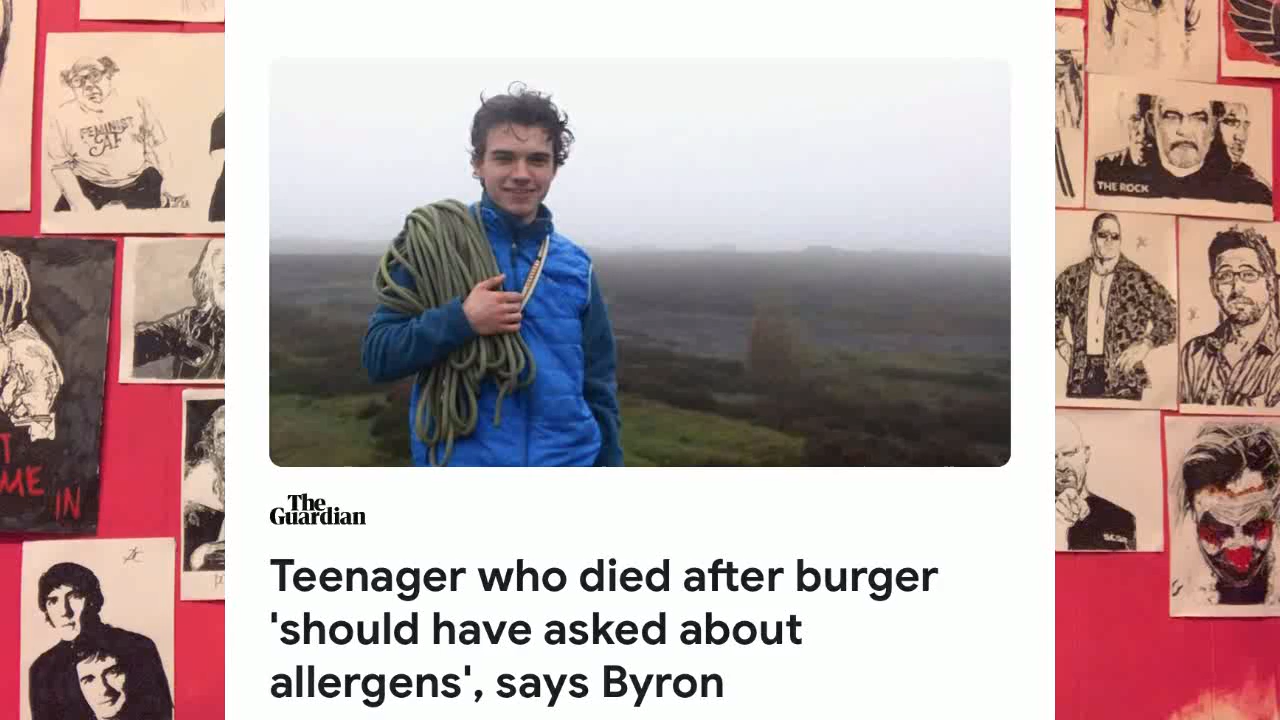 FEMINIST
AF
THE ROCK
ME
IN
The
Guardian
Teenager who died after burger
'should have asked about
allergens', says Byron